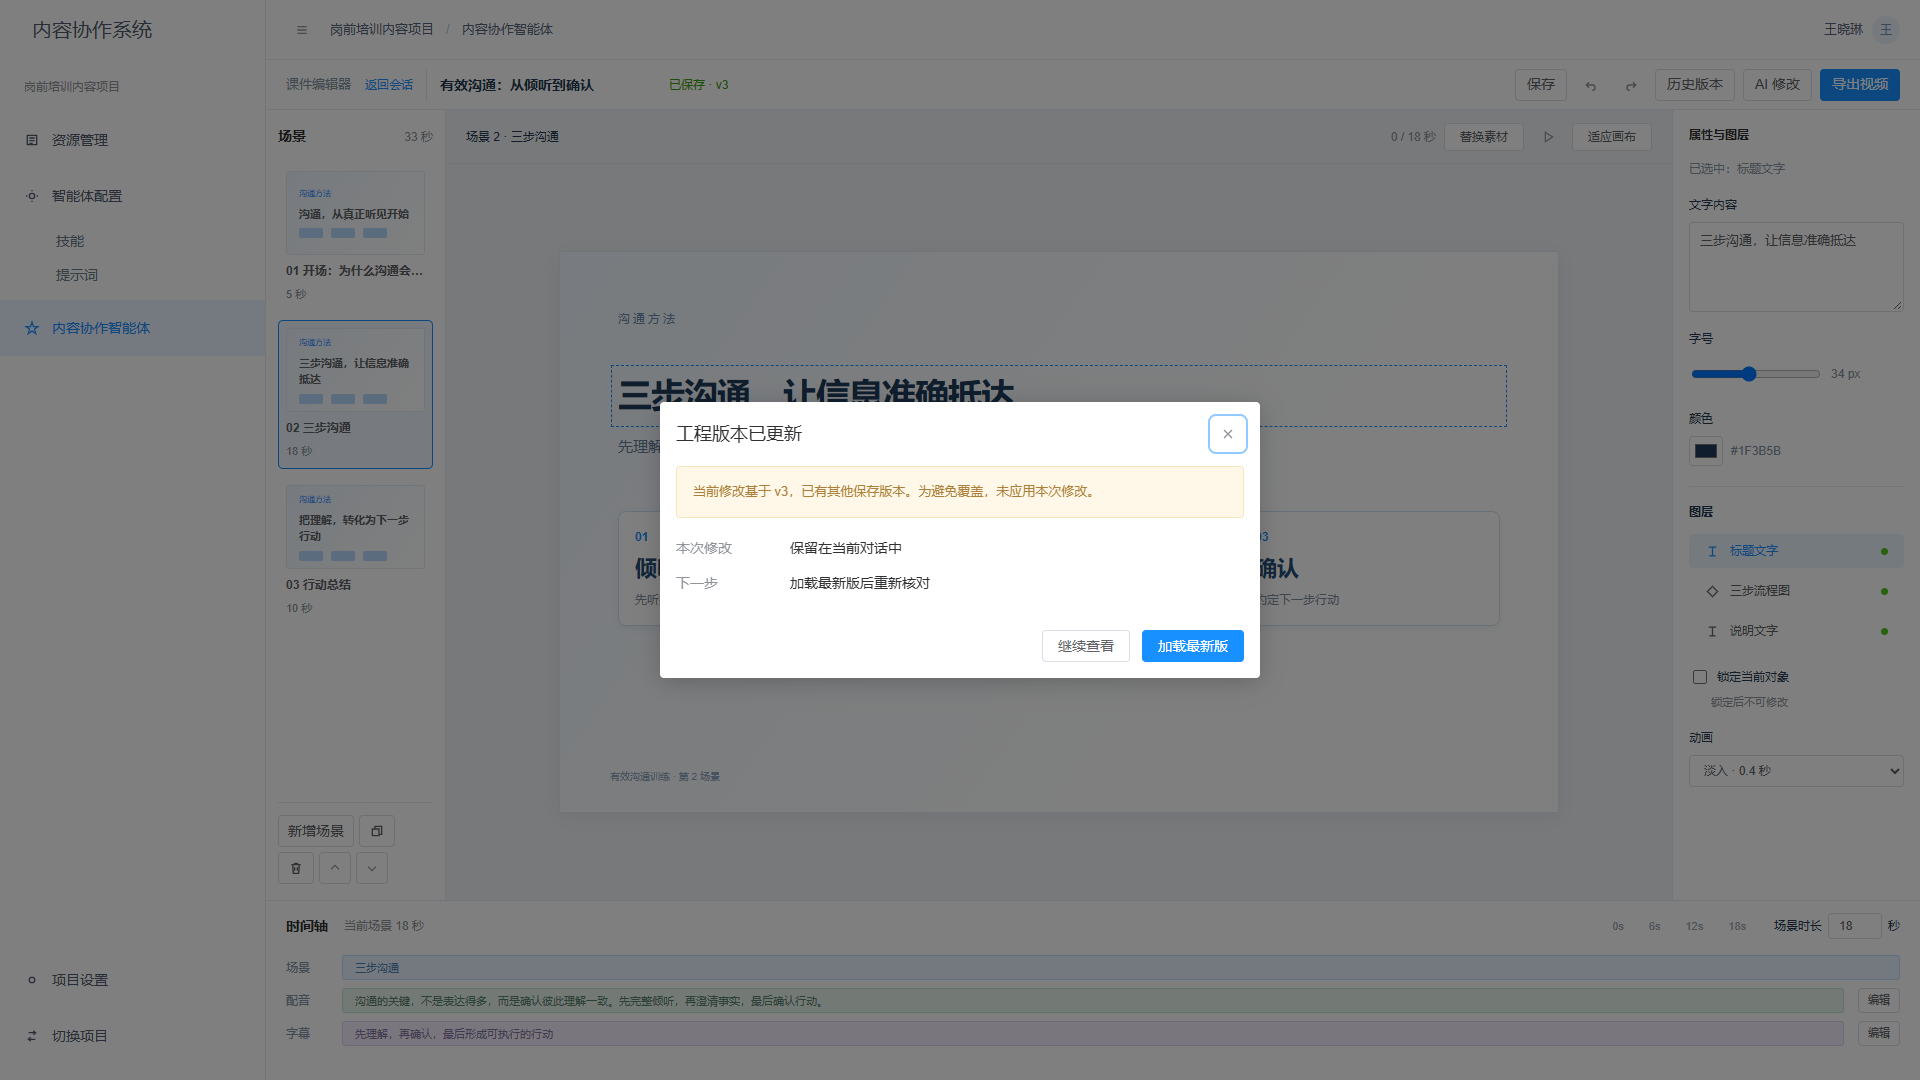 内容协作系统
岗前培训内容项目
资源管理
智能体配置
技能
提示词
内容协作智能体
项目设置
切换项目
岗前培训内容项目 / 内容协作智能体
王晓琳 王
课件编辑器 返回会话 有效沟通：从倾听到确认 已保存 · v3
保存 历史版本 AI 修改 导出视频
场景 33 秒
沟通方法
沟通，从真正听见开始
01 开场：为什么沟通会...
5 秒
沟通方法
三步沟通，让信息准确
抵达
02 三步沟通
18 秒
沟通方法
把理解，转化为下一步
行动
03 行动总结
10 秒
新增场景
场景 2 · 三步沟通 0 / 18 秒 替换素材 适应画布
沟通方法
三步沟通，让信息准确抵达
先理解
01
先听
03
确认
约定下一步行动
有效沟通训练 · 第 2 场景
工程版本已更新 ×
当前修改基于 v3，已有其他保存版本。为避免覆盖，未应用本次修改。
本次修改 保留在当前对话中
下一步 加载最新版后重新核对
继续查看 加载最新版
属性与图层
已选中：标题文字
文字内容
三步沟通，让信息准确抵达
字号
34 px
颜色
#1F3B5B
图层
标题文字
三步流程图
说明文字
锁定当前对象
锁定后不可修改
动画
淡入 · 0.4 秒
时间轴 当前场景 18 秒 0s 6s 12s 18s 场景时长 18 秒
场景 三步沟通
配音 沟通的关键，不是表达得多，而是确认彼此理解一致。先完整倾听，再澄清事实，最后确认行动。 编辑
字幕 先理解，再确认，最后形成可执行的行动 编辑